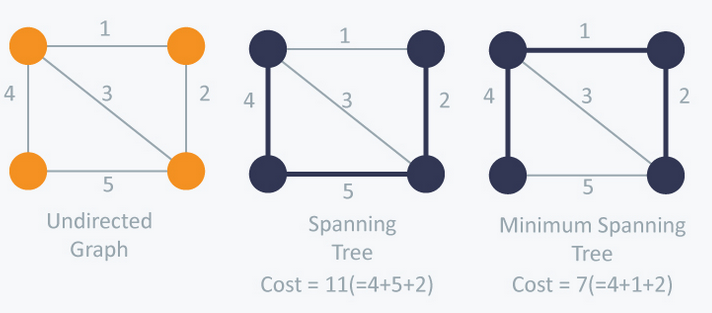 1
4
3
2
5
Undirected
Graph
1
4
3
2
5
Spanning
Tree
Cost = 11(=4+5+2)
1
4
3
2
5
Minimum Spanning
Tree
Cost = 7(=4+1+2)